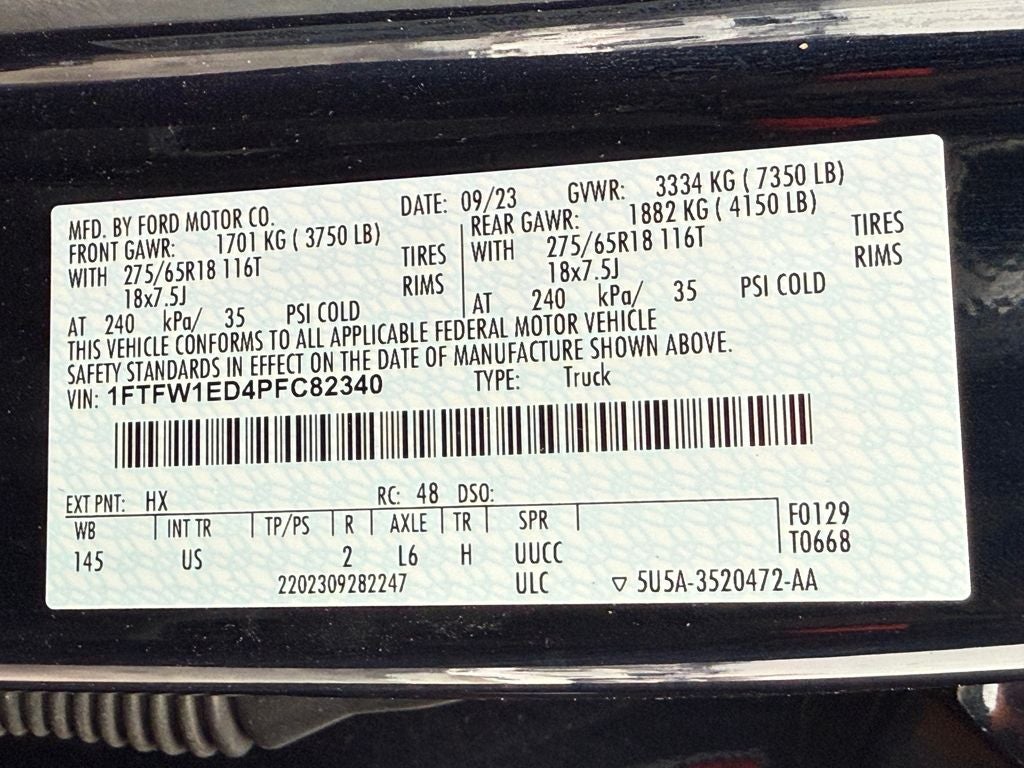 MFD. BY FORD MOTOR CO. DATE: 09/23 GVWR: 3334 KG ( 7350 LB)
FRONT GAWR: 1701 KG ( 3750 LB) REAR GAWR: 1882 KG ( 4150 LB)
WITH 275/65R18 116T TIRES WITH 275/65R18 116T TIRES
18x7.5J RIMS 18x7.5J RIMS
AT 240 kPa/ 35 PSI COLD AT 240 kPa/ 35 PSI COLD
THIS VEHICLE CONFORMS TO ALL APPLICABLE FEDERAL MOTOR VEHICLE
SAFETY STANDARDS IN EFFECT ON THE DATE OF MANUFACTURE SHOWN ABOVE.
VIN: 1FTFW1ED4PFC82340 TYPE: Truck
EXT PNT: HX RC: 48 DSO:
WB INT TR TP/PS R AXLE TR SPR F0129
145 US 2 L6 H UUCC T0668
2202309282247 ULC ▽ 5U5A-3520472-AA